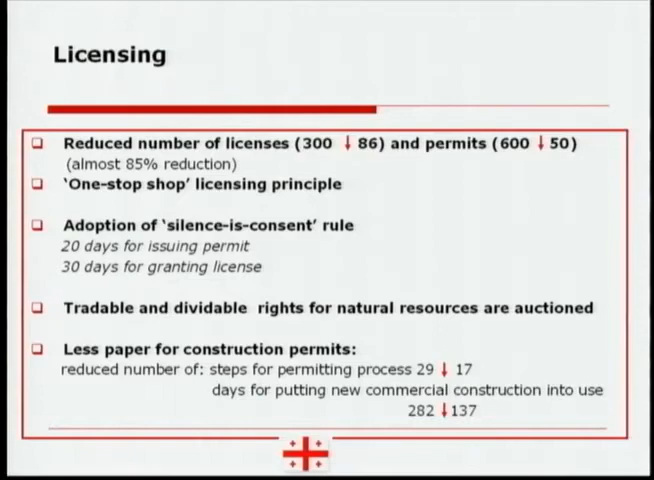 Licensing
Reduced number of licenses (300 ↓ 86) and permits (600 ↓ 50)
(almost 85% reduction)
‘One-stop shop’ licensing principle
Adoption of ‘silence-is-consent’ rule
20 days for issuing permit
30 days for granting license
Tradable and dividable rights for natural resources are auctioned
Less paper for construction permits:
reduced number of: steps for permitting process 29 ↓ 17
days for putting new commercial construction into use
282 ↓137